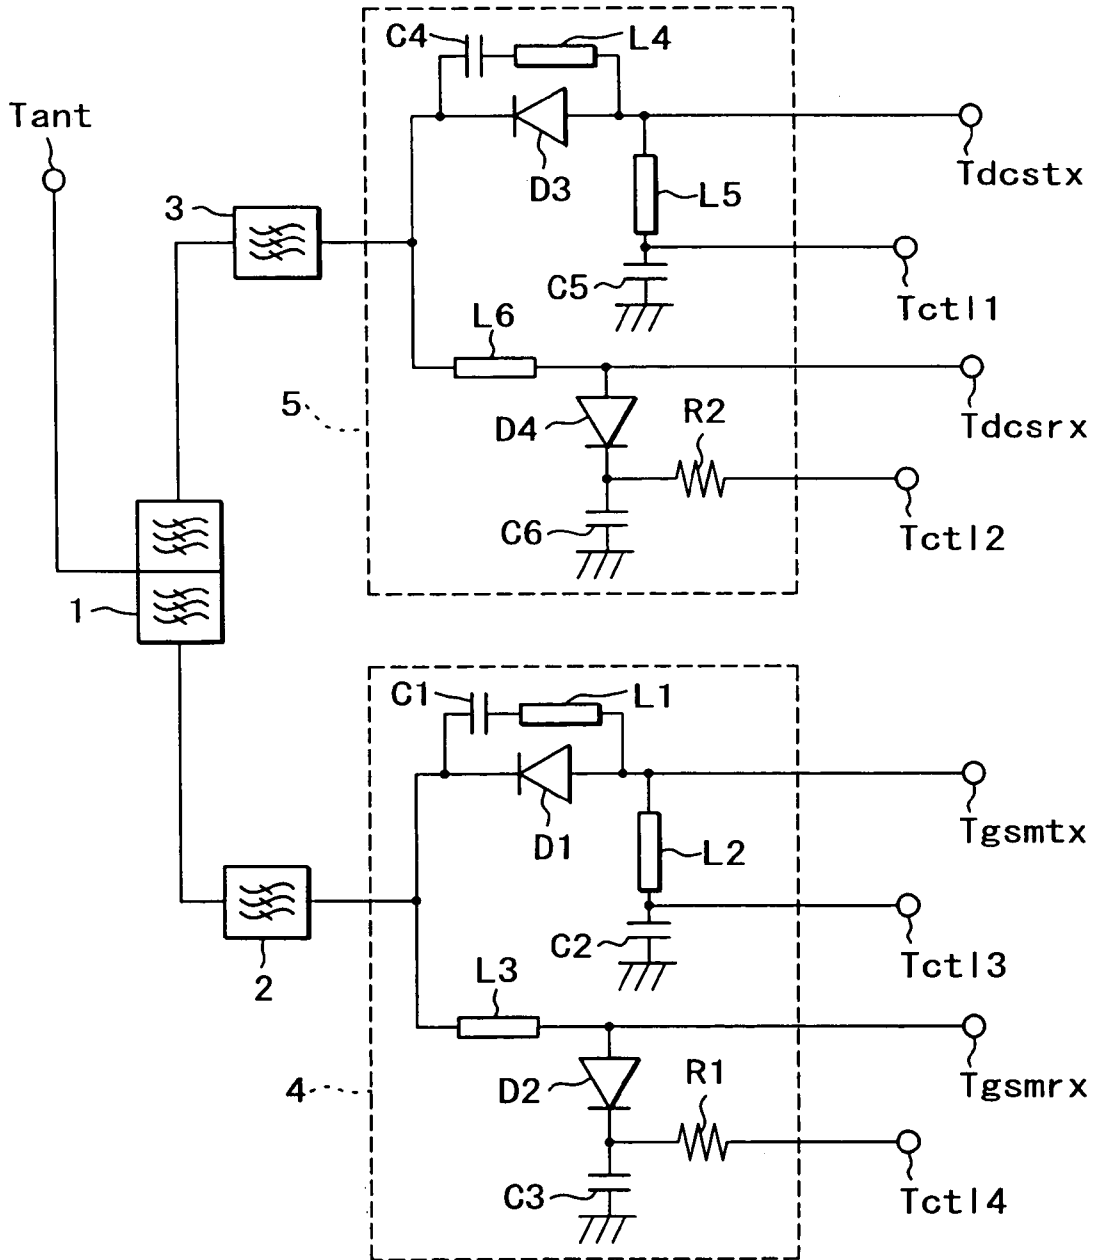 C4
L4
Tant
D3
Tdcstx
3
L5
C5
Tctl1
L6
5
D4
R2
Tdcsrx
C6
Tctl2
1
C1
L1
D1
Tgsmtx
L2
C2
2
Tctl3
L3
4
D2
R1
Tgsmrx
C3
Tctl4